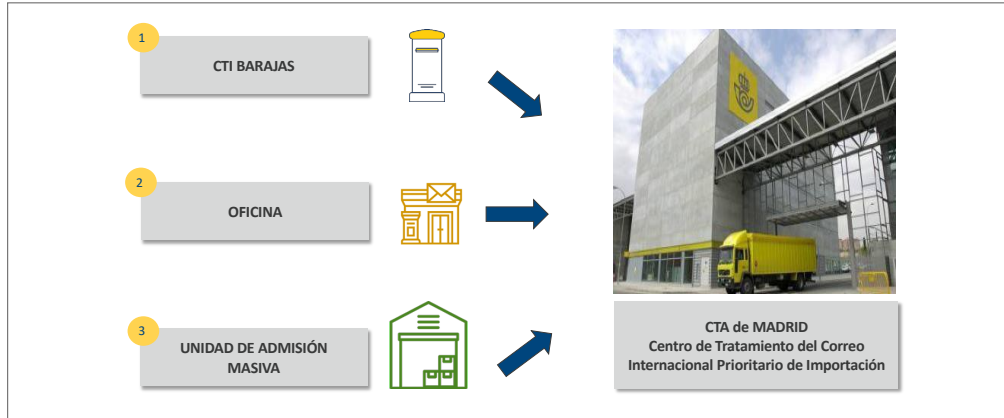 1
CTI BARAJAS
2
OFICINA
3
UNIDAD DE ADMISIÓN
MASIVA
CTA de MADRID
Centro de Tratamiento del Correo
Internacional Prioritario de Importación